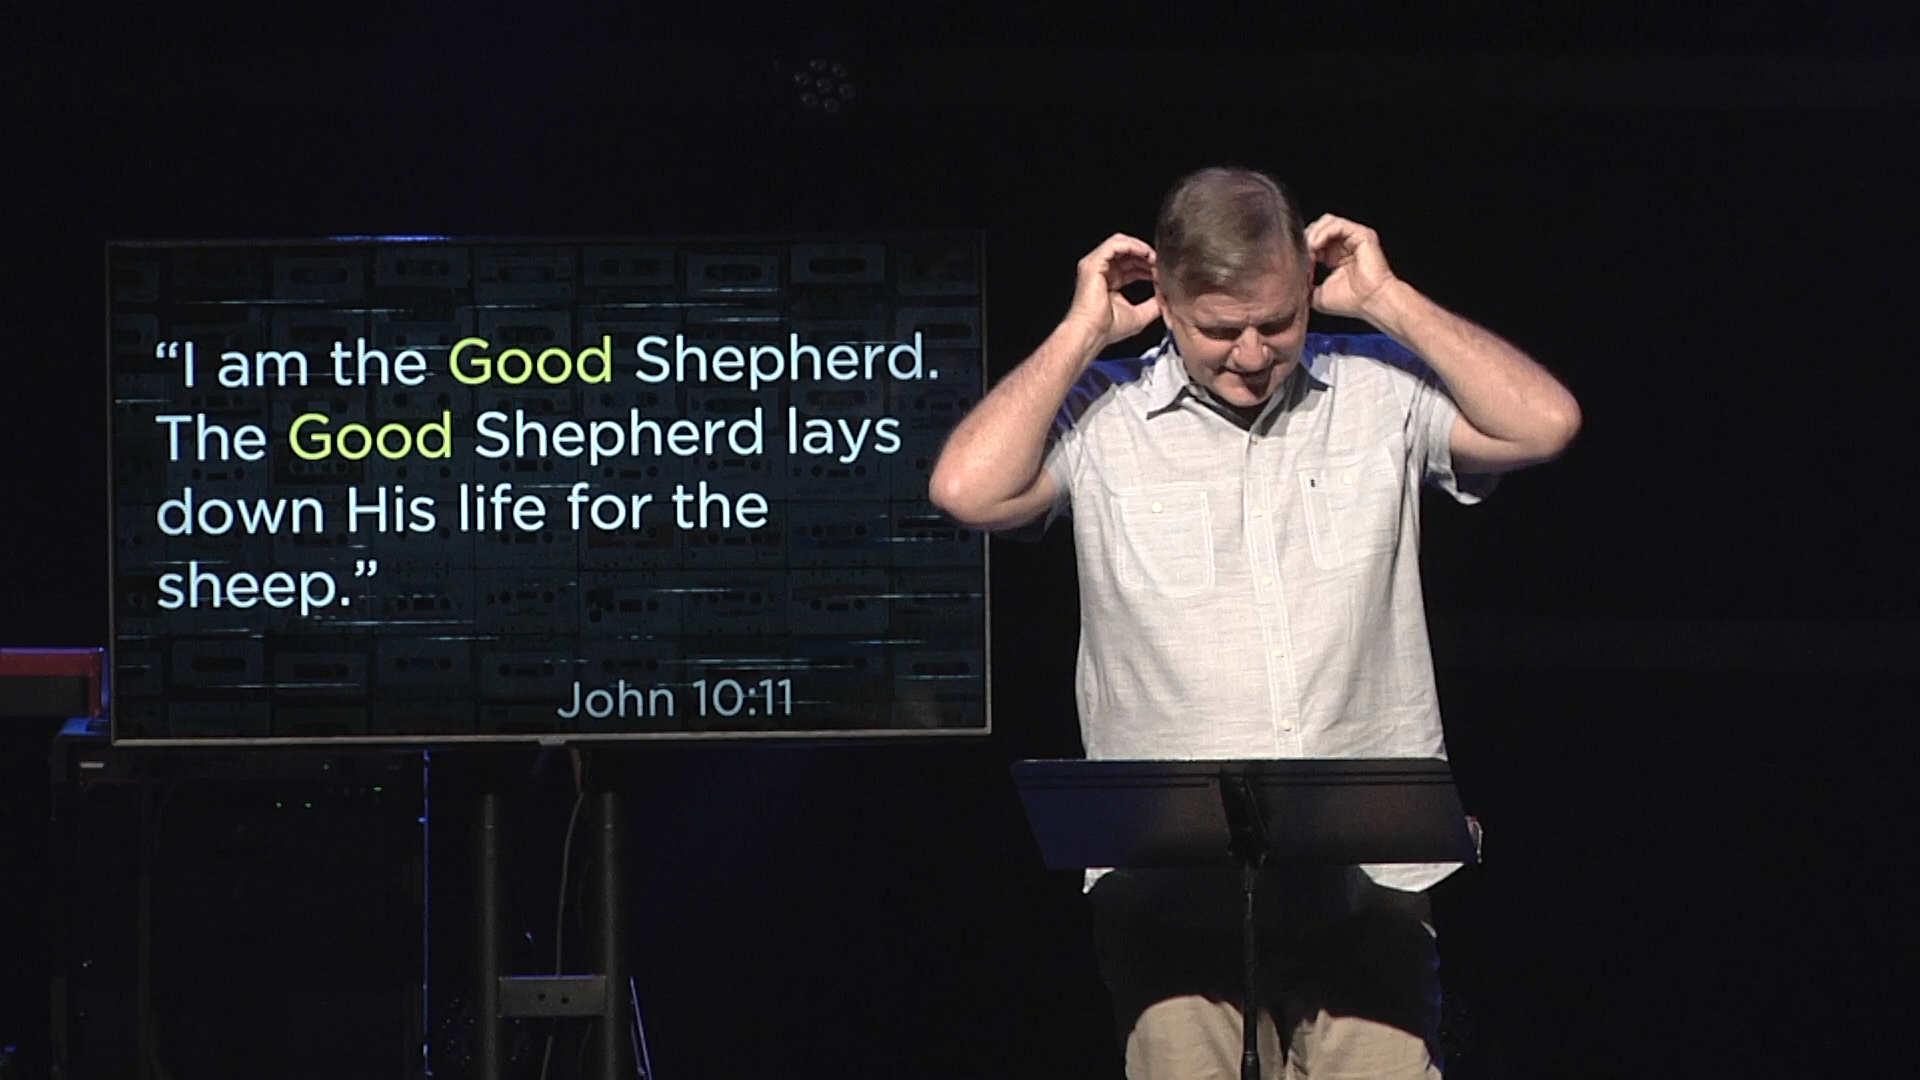 “I am the Good Shepherd.
The Good Shepherd lays
down His life for the
sheep.”
John 10:11